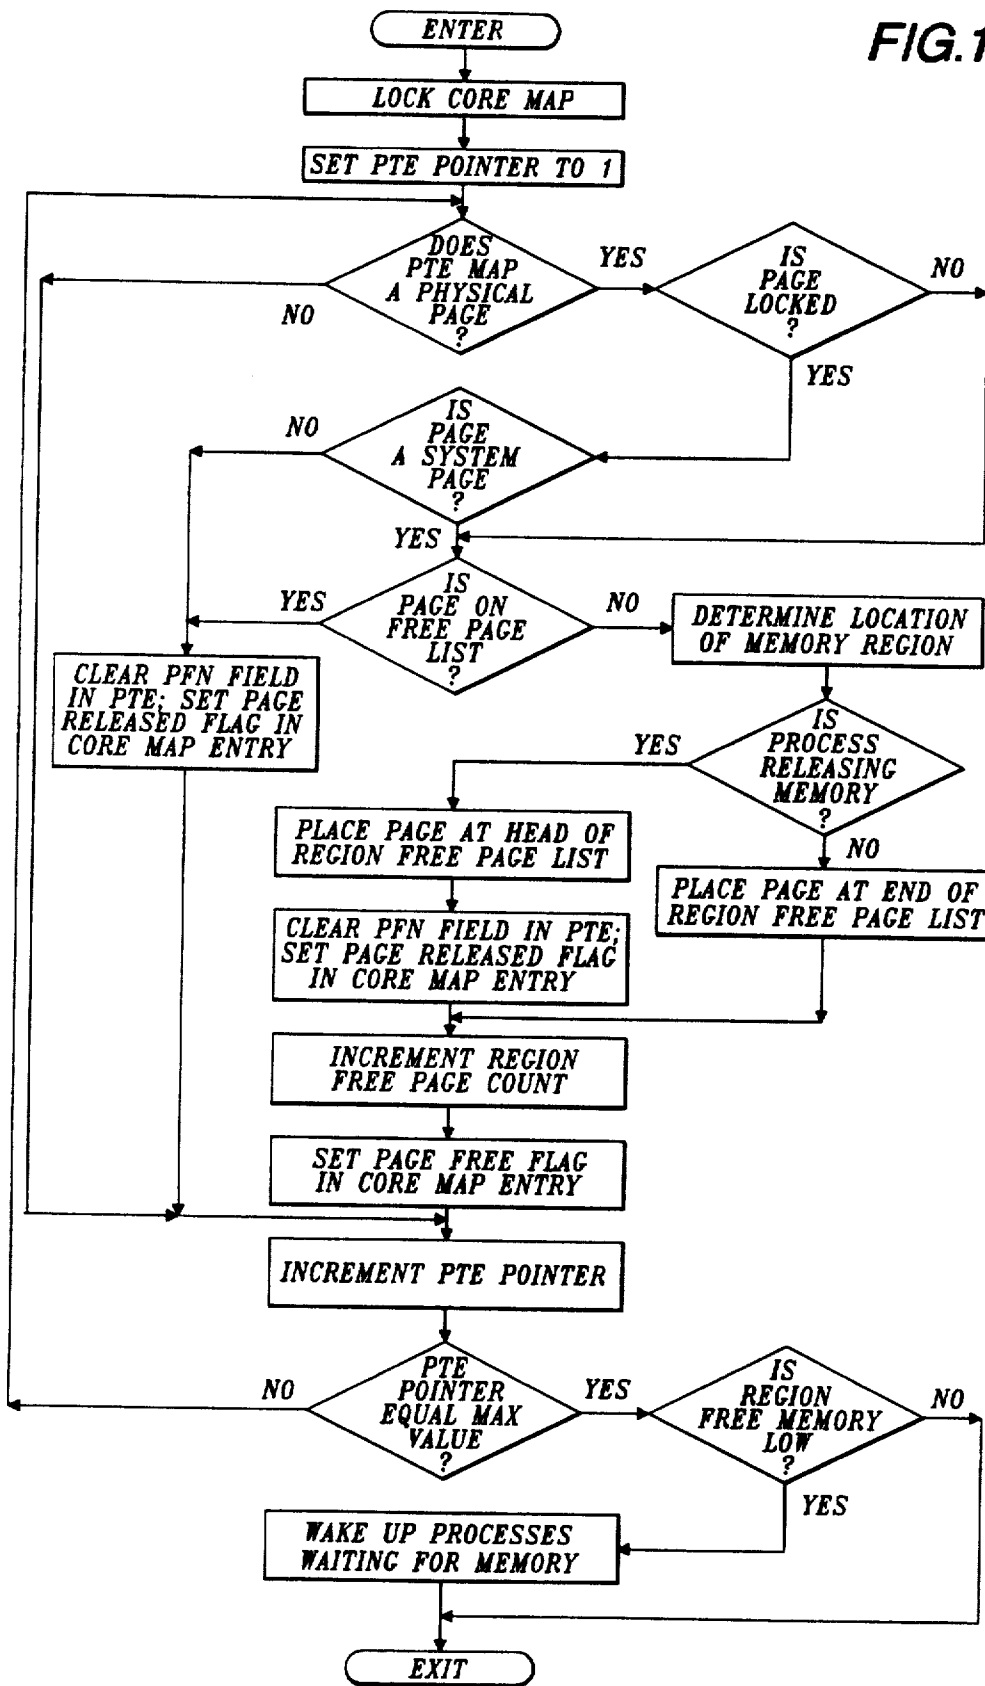 ENTER
FIG.1
LOCK CORE MAP
SET PTE POINTER TO 1
DOES
PTE MAP
A PHYSICAL
PAGE
?
YES
NO
IS
PAGE
LOCKED
?
NO
YES
IS
PAGE
A SYSTEM
PAGE
?
NO
YES
IS
PAGE ON
FREE PAGE
LIST
?
YES
NO
DETERMINE LOCATION
OF MEMORY REGION
CLEAR PFN FIELD
IN PTE; SET PAGE
RELEASED FLAG IN
CORE MAP ENTRY
IS
PROCESS
RELEASING
MEMORY
?
YES
NO
PLACE PAGE AT HEAD OF
REGION FREE PAGE LIST
PLACE PAGE AT END OF
REGION FREE PAGE LIST
CLEAR PFN FIELD IN PTE;
SET PAGE RELEASED FLAG
IN CORE MAP ENTRY
INCREMENT REGION
FREE PAGE COUNT
SET PAGE FREE FLAG
IN CORE MAP ENTRY
INCREMENT PTE POINTER
PTE
POINTER
EQUAL MAX
VALUE
?
NO
YES
IS
REGION
FREE MEMORY
LOW
?
NO
YES
WAKE UP PROCESSES
WAITING FOR MEMORY
EXIT